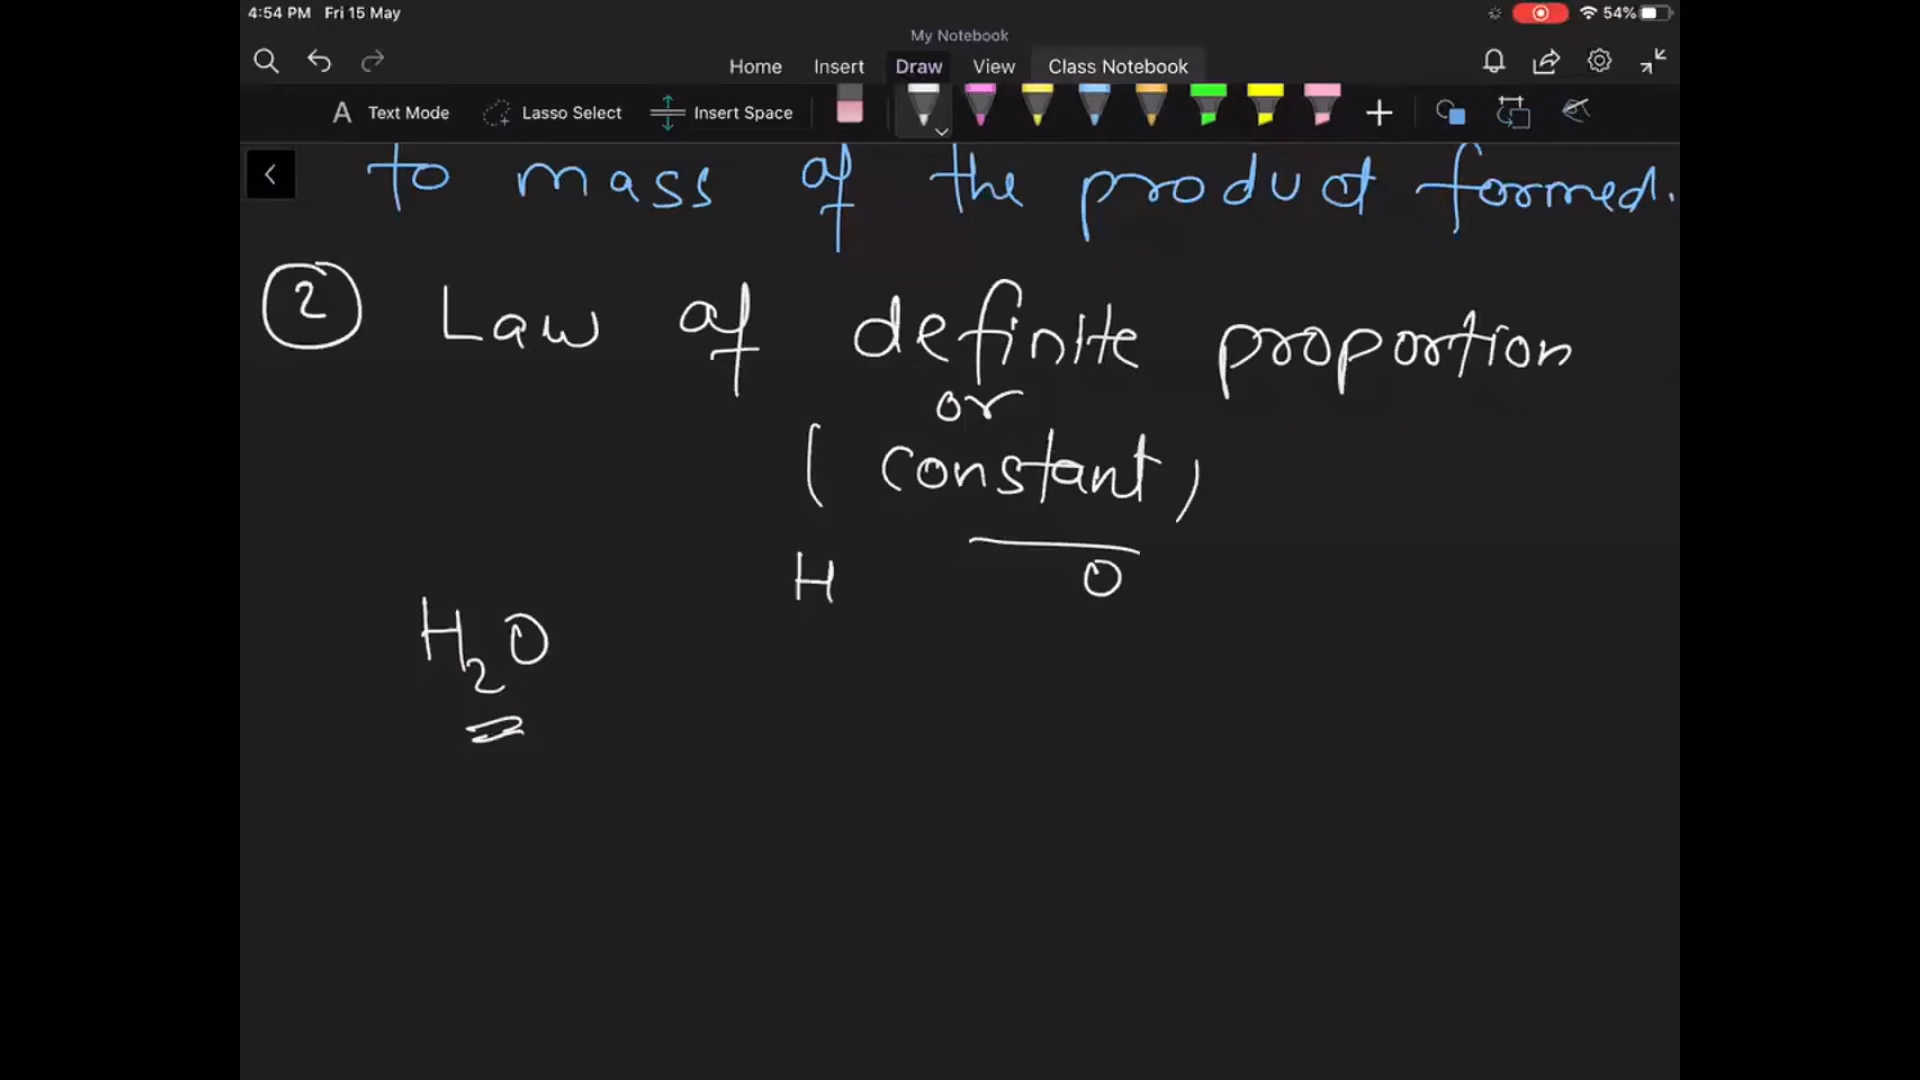 4:54 PM Fri 15 May
54%
My Notebook
Home Insert Draw View Class Notebook
A Text Mode Lasso Select Insert Space
to mass of the product formed.
2 Law of definite proportion
or
( constant )
H O
H₂O